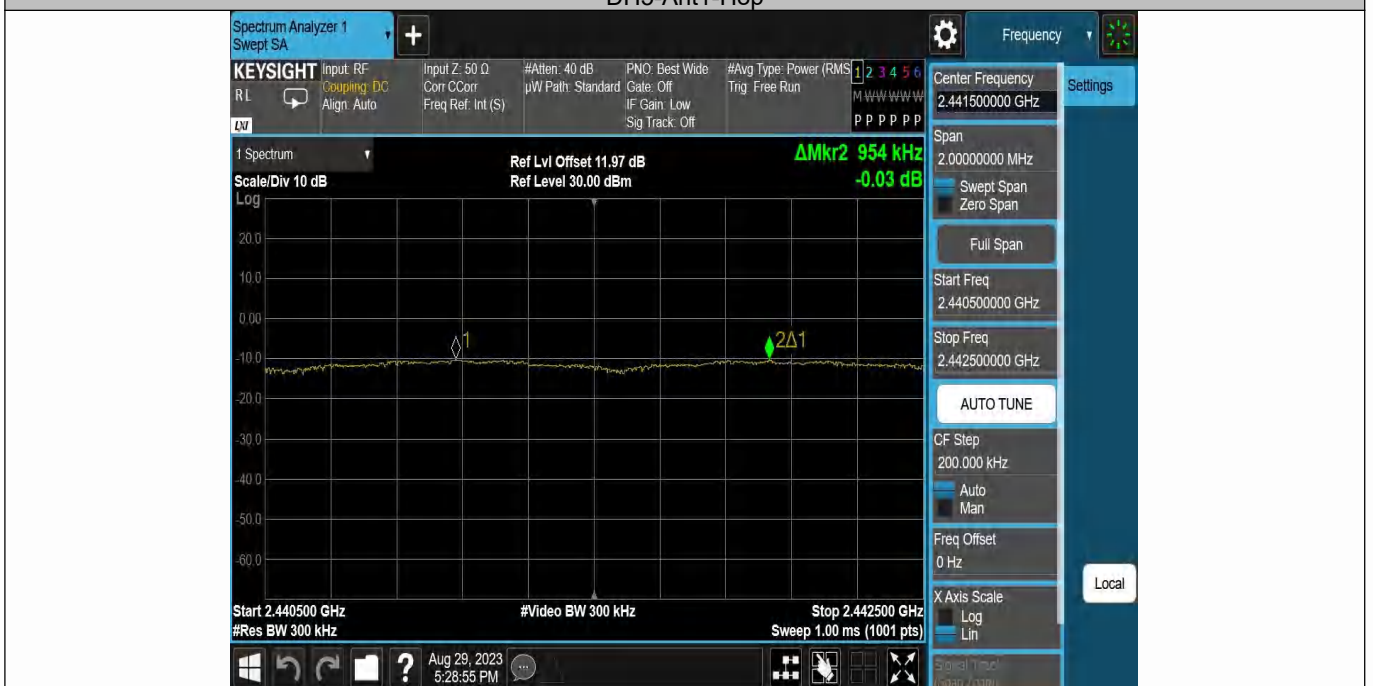 DH5-Ant1-Hop
Spectrum Analyzer 1
Swept SA
Frequency
KEYSIGHT
RL
LXI
Input: RF
Coupling: DC
Align: Auto
Input Z: 50 Ω
Corr CCorr
Freq Ref: Int (S)
#Atten: 40 dB
µW Path: Standard
PNO: Best Wide
Gate: Off
IF Gain: Low
Sig Track: Off
#Avg Type: Power (RMS
Trig: Free Run
1 2 3 4 5 6
M W W W W W
P P P P P P
1 Spectrum
Scale/Div 10 dB
Ref Lvl Offset 11.97 dB
Ref Level 30.00 dBm
ΔMkr2 954 kHz
-0.03 dB
Log
20.0
10.0
0.00
-10.0
-20.0
-30.0
-40.0
-50.0
-60.0
1
2Δ1
Start 2.440500 GHz
#Video BW 300 kHz
Stop 2.442500 GHz
#Res BW 300 kHz
Sweep 1.00 ms (1001 pts)
Aug 29, 2023
5:28:55 PM
Center Frequency
2.441500000 GHz
Settings
Span
2.00000000 MHz
Swept Span
Zero Span
Full Span
Start Freq
2.440500000 GHz
Stop Freq
2.442500000 GHz
AUTO TUNE
CF Step
200.000 kHz
Auto
Man
Freq Offset
0 Hz
X Axis Scale
Log
Lin
Local
Signal Track
(Span Zoom)